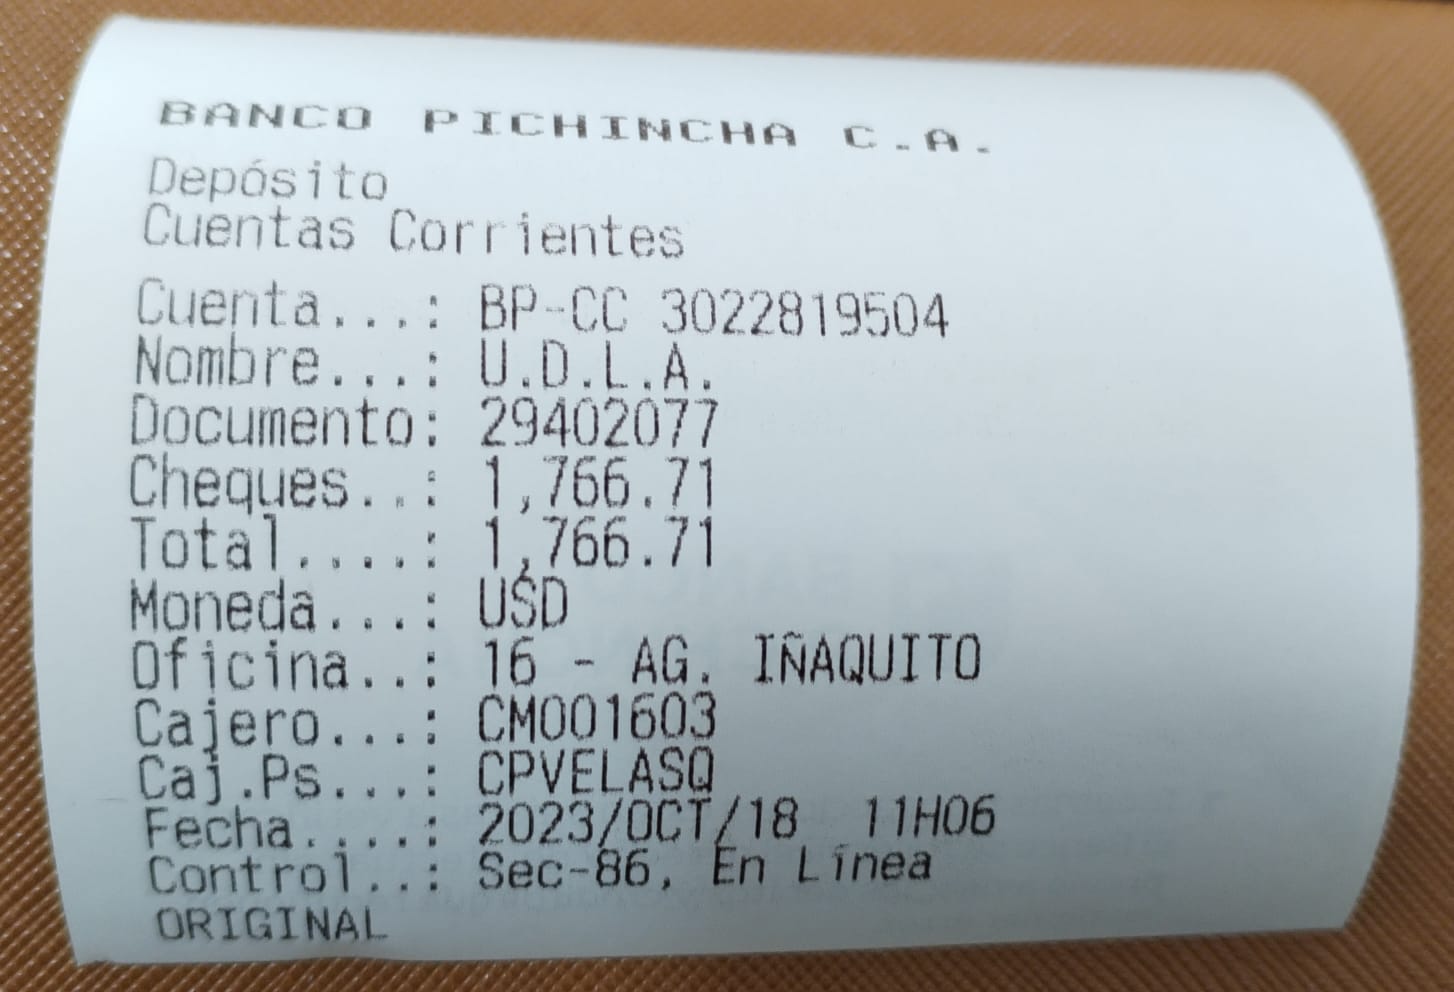 BANCO PICHINCHA C.A.
Depósito
Cuentas Corrientes
Cuenta...: BP-CC 3022819504
Nombre...: U.D.L.A.
Documento: 29402077
Cheques..: 1,766.71
Total....: 1,766.71
Moneda...: USD
Oficina..: 16 - AG. IÑAQUITO
Cajero...: CM001603
Caj.Ps...: CPVELASQ
Fecha....: 2023/OCT/18 11H06
Control..: Sec-86, En Línea
ORIGINAL